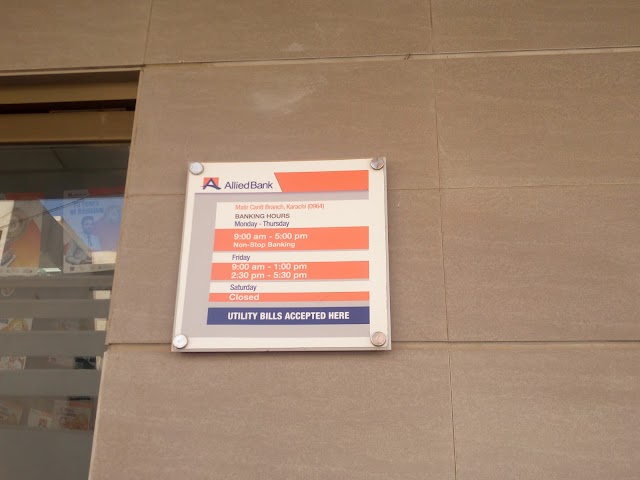 Allied Bank
Malir Cantt Branch, Karachi (0964)
BANKING HOURS
Monday - Thursday
9:00 am - 5:00 pm
Non-Stop Banking
Friday
9:00 am - 1:00 pm
2:30 pm - 5:30 pm
Saturday
Closed
UTILITY BILLS ACCEPTED HERE